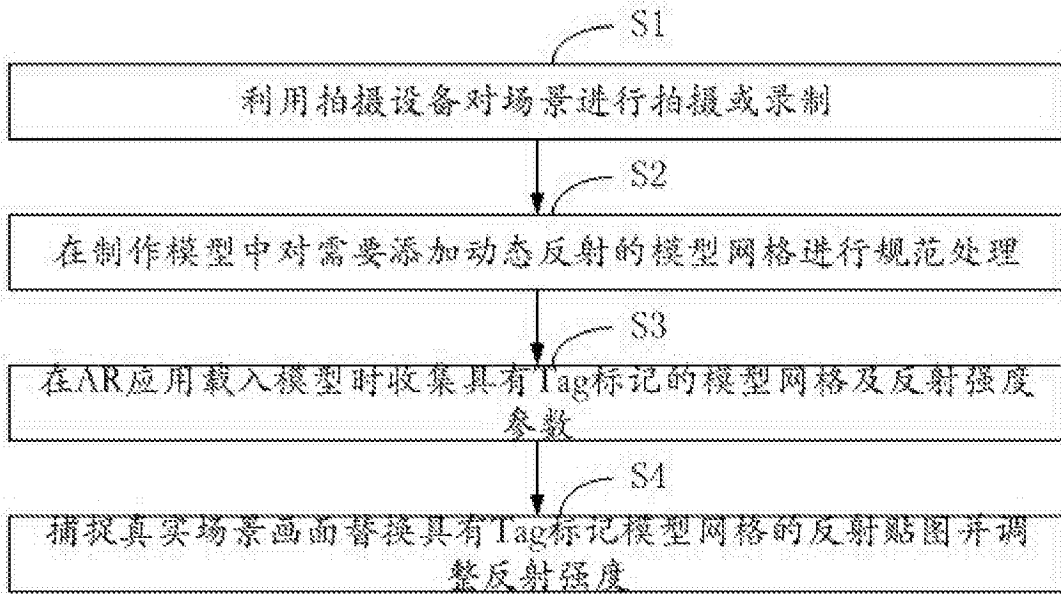 S1
利用拍摄设备对场景进行拍摄或录制
S2
在制作模型中对需要添加动态反射的模型网格进行规范处理
S3
在AR应用载入模型时收集具有Tag标记的模型网格及反射强度
参数
S4
捕捉真实场景画面替换具有Tag标记模型网格的反射贴图并调
整反射强度